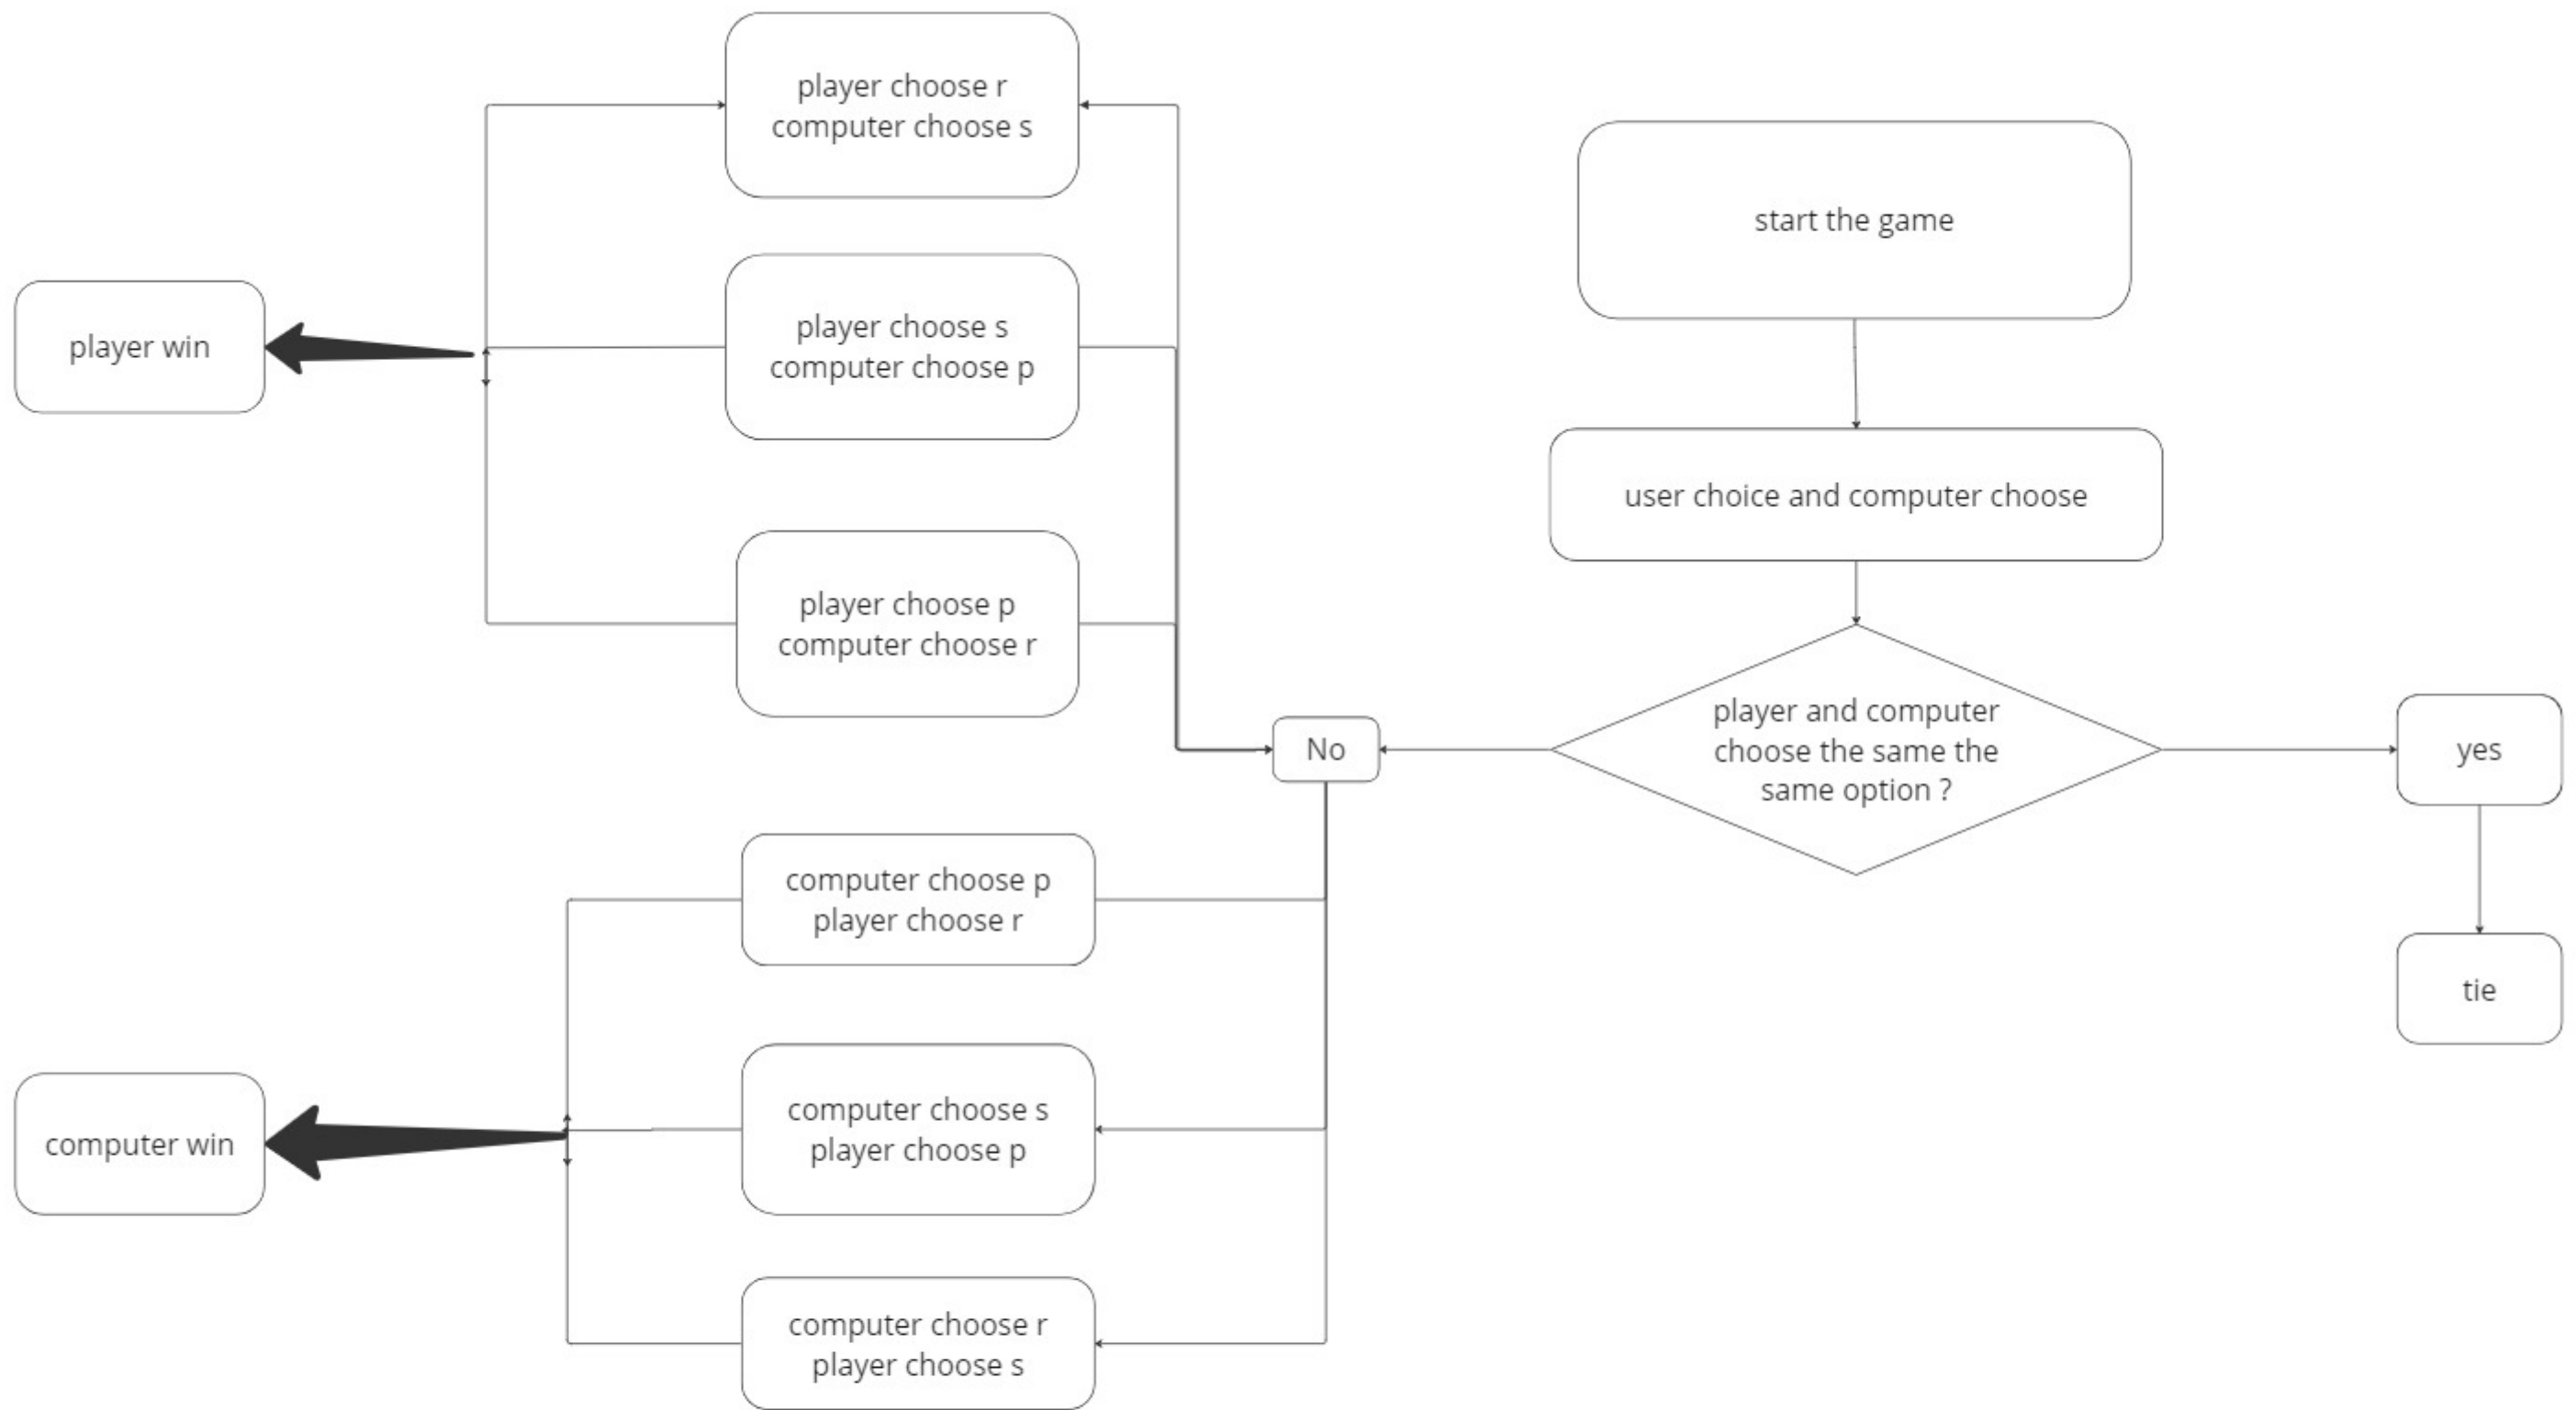 start the game
user choice and computer choose
player and computer
choose the same the
same option ?
yes
tie
No
player choose r
computer choose s
player choose s
computer choose p
player choose p
computer choose r
player win
computer choose p
player choose r
computer choose s
player choose p
computer choose r
player choose s
computer win